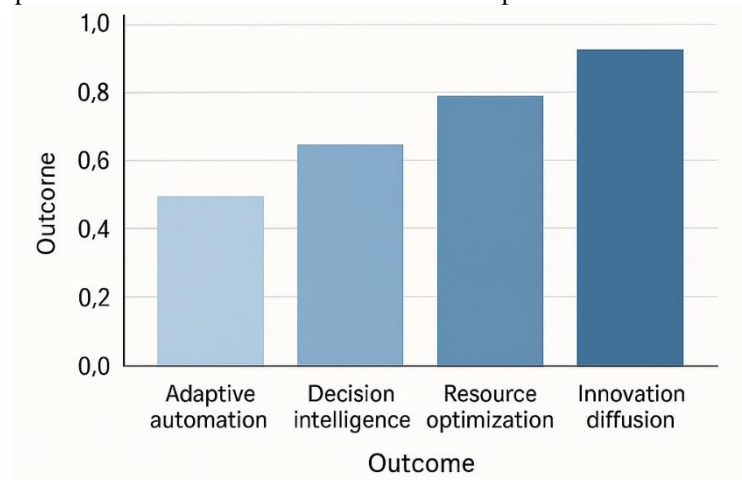 1,0
0,8
0,6
0,4
0,2
0,0
Outcorne
Adaptive automation
Decision intelligence
Resource optimization
Innovation diffusion
Outcome